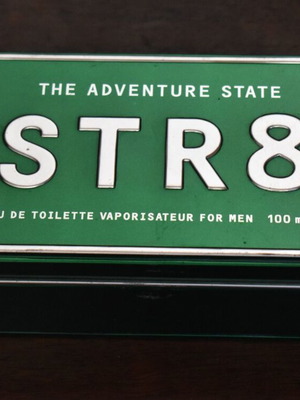 THE ADVENTURE STATE
STR8
U DE TOILETTE VAPORISATEUR FOR MEN 100 m